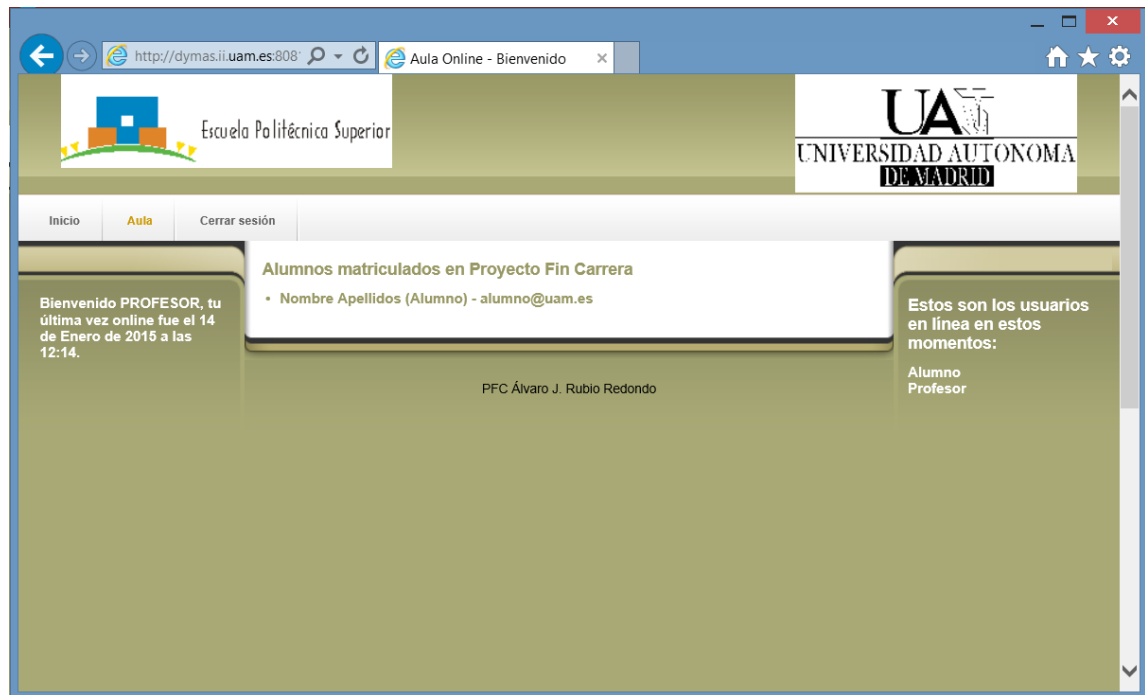 http://dymas.ii.uam.es:808
Aula Online - Bienvenido
Escuela Politécnica Superior
UA
UNIVERSIDAD AUTONOMA
DE MADRID
Inicio
Aula
Cerrar sesión
Bienvenido PROFESOR, tu
última vez online fue el 14
de Enero de 2015 a las
12:14.
Alumnos matriculados en Proyecto Fin Carrera
• Nombre Apellidos (Alumno) - alumno@uam.es
Estos son los usuarios
en línea en estos
momentos:
Alumno
Profesor
PFC Álvaro J. Rubio Redondo